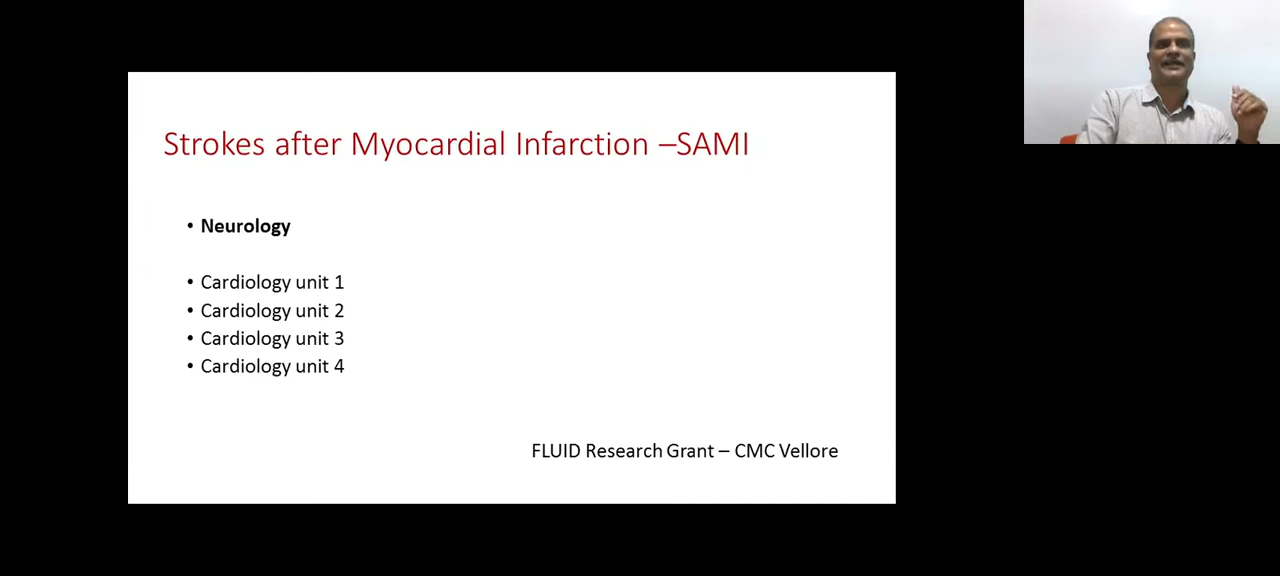 Strokes after Myocardial Infarction –SAMI
• Neurology
• Cardiology unit 1
• Cardiology unit 2
• Cardiology unit 3
• Cardiology unit 4
FLUID Research Grant – CMC Vellore